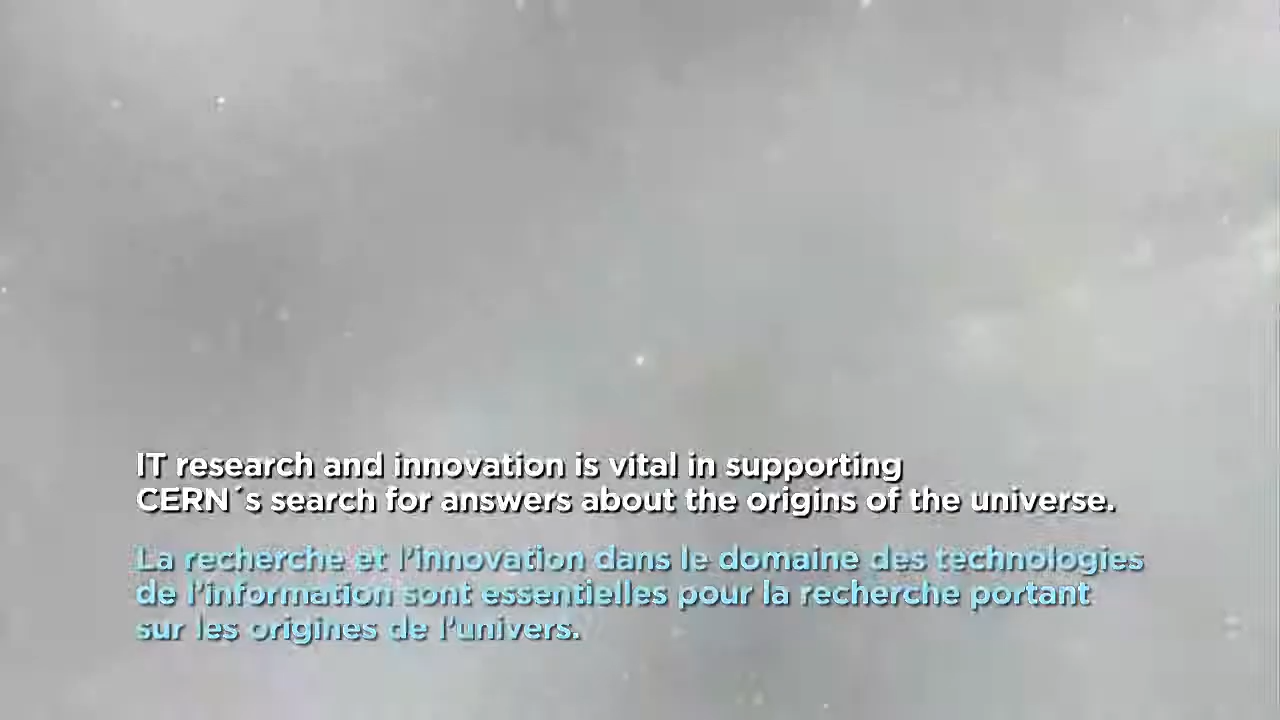 IT research and innovation is vital in supporting
CERN´s search for answers about the origins of the universe.
La recherche et l'innovation dans le domaine des technologies
de l'information sont essentielles pour la recherche portant
sur les origines de l'univers.